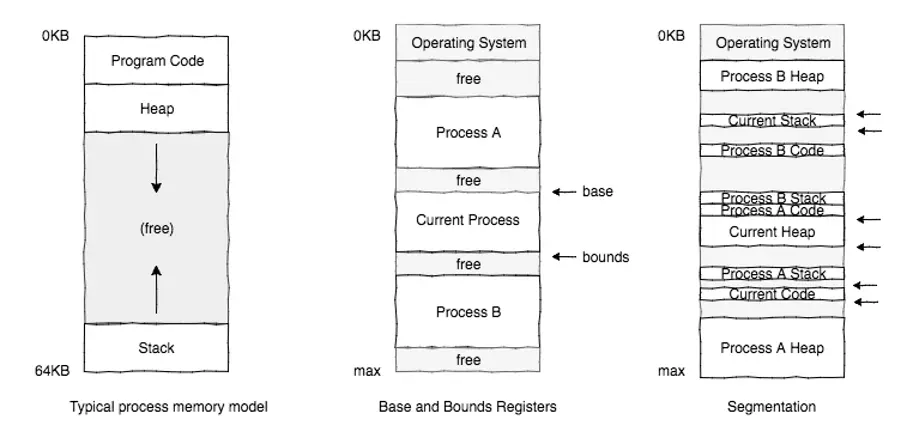 0KB
Program Code
Heap
(free)
Stack
64KB
Typical process memory model
0KB
Operating System
free
Process A
free
base
Current Process
bounds
free
Process B
free
max
Base and Bounds Registers
0KB
Operating System
Process B Heap
Current Stack
Process B Code
Process B Stack
Process A Code
Current Heap
Process A Stack
Current Code
Process A Heap
max
Segmentation